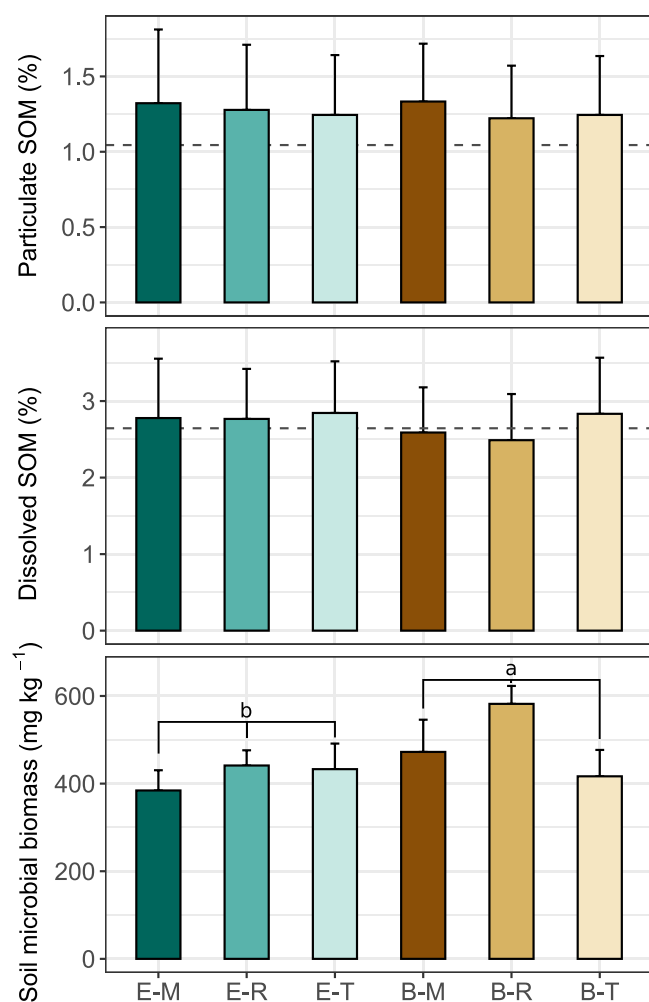 Particulate SOM (%)
1.5
1.0
0.5
0.0
Dissolved SOM (%)
3
2
1
0
Soil microbial biomass (mg kg⁻¹)
600
400
200
0
b
a
E-M E-R E-T B-M B-R B-T